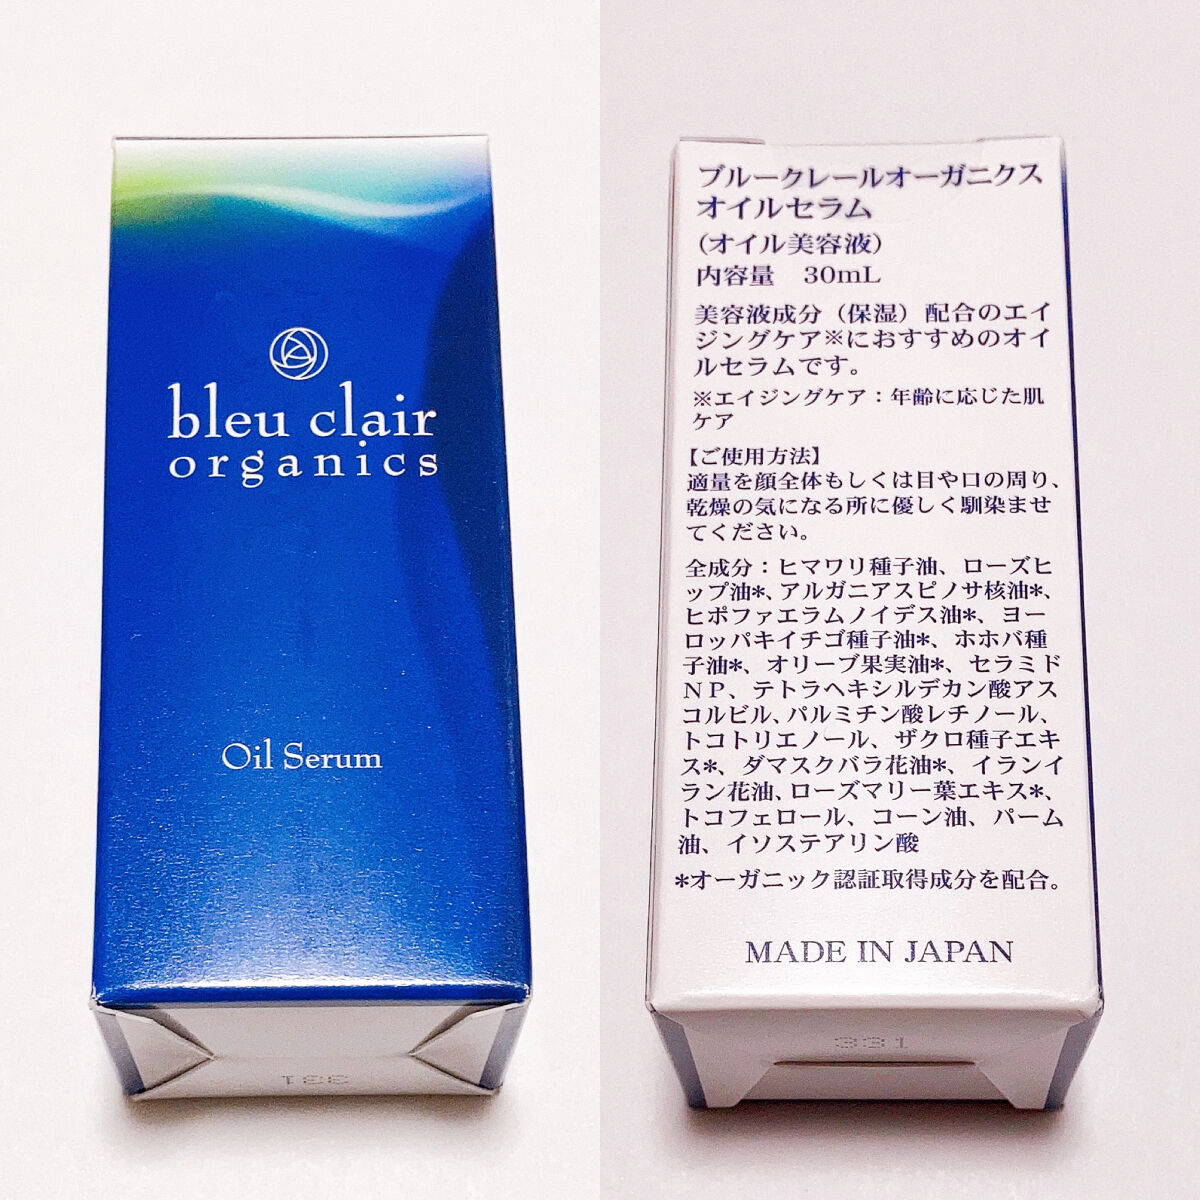 bleu clair
organics
Oil Serum
331
ブルークレールオーガニクス
オイルセラム
（オイル美容液）
内容量　30mL
美容液成分（保湿）配合のエイ
ジングケア※におすすめのオイ
ルセラムです。
※エイジングケア：年齢に応じた肌
ケア
【ご使用方法】
適量を顔全体もしくは目や口の周り、
乾燥の気になる所に優しく馴染ませ
てください。
全成分：ヒマワリ種子油、ローズヒ
ップ油*、アルガニアスピノサ核油*、
ヒポファエラムノイデス油*、ヨー
ロッパキイチゴ種子油*、ホホバ種
子油*、オリーブ果実油*、セラミド
ＮＰ、テトラヘキシルデカン酸アス
コルビル、パルミチン酸レチノール、
トコトリエノール、ザクロ種子エキ
ス*、ダマスクバラ花油*、イランイ
ラン花油、ローズマリー葉エキス*、
トコフェロール、コーン油、パーム
油、イソステアリン酸
*オーガニック認証取得成分を配合。
MADE IN JAPAN
331